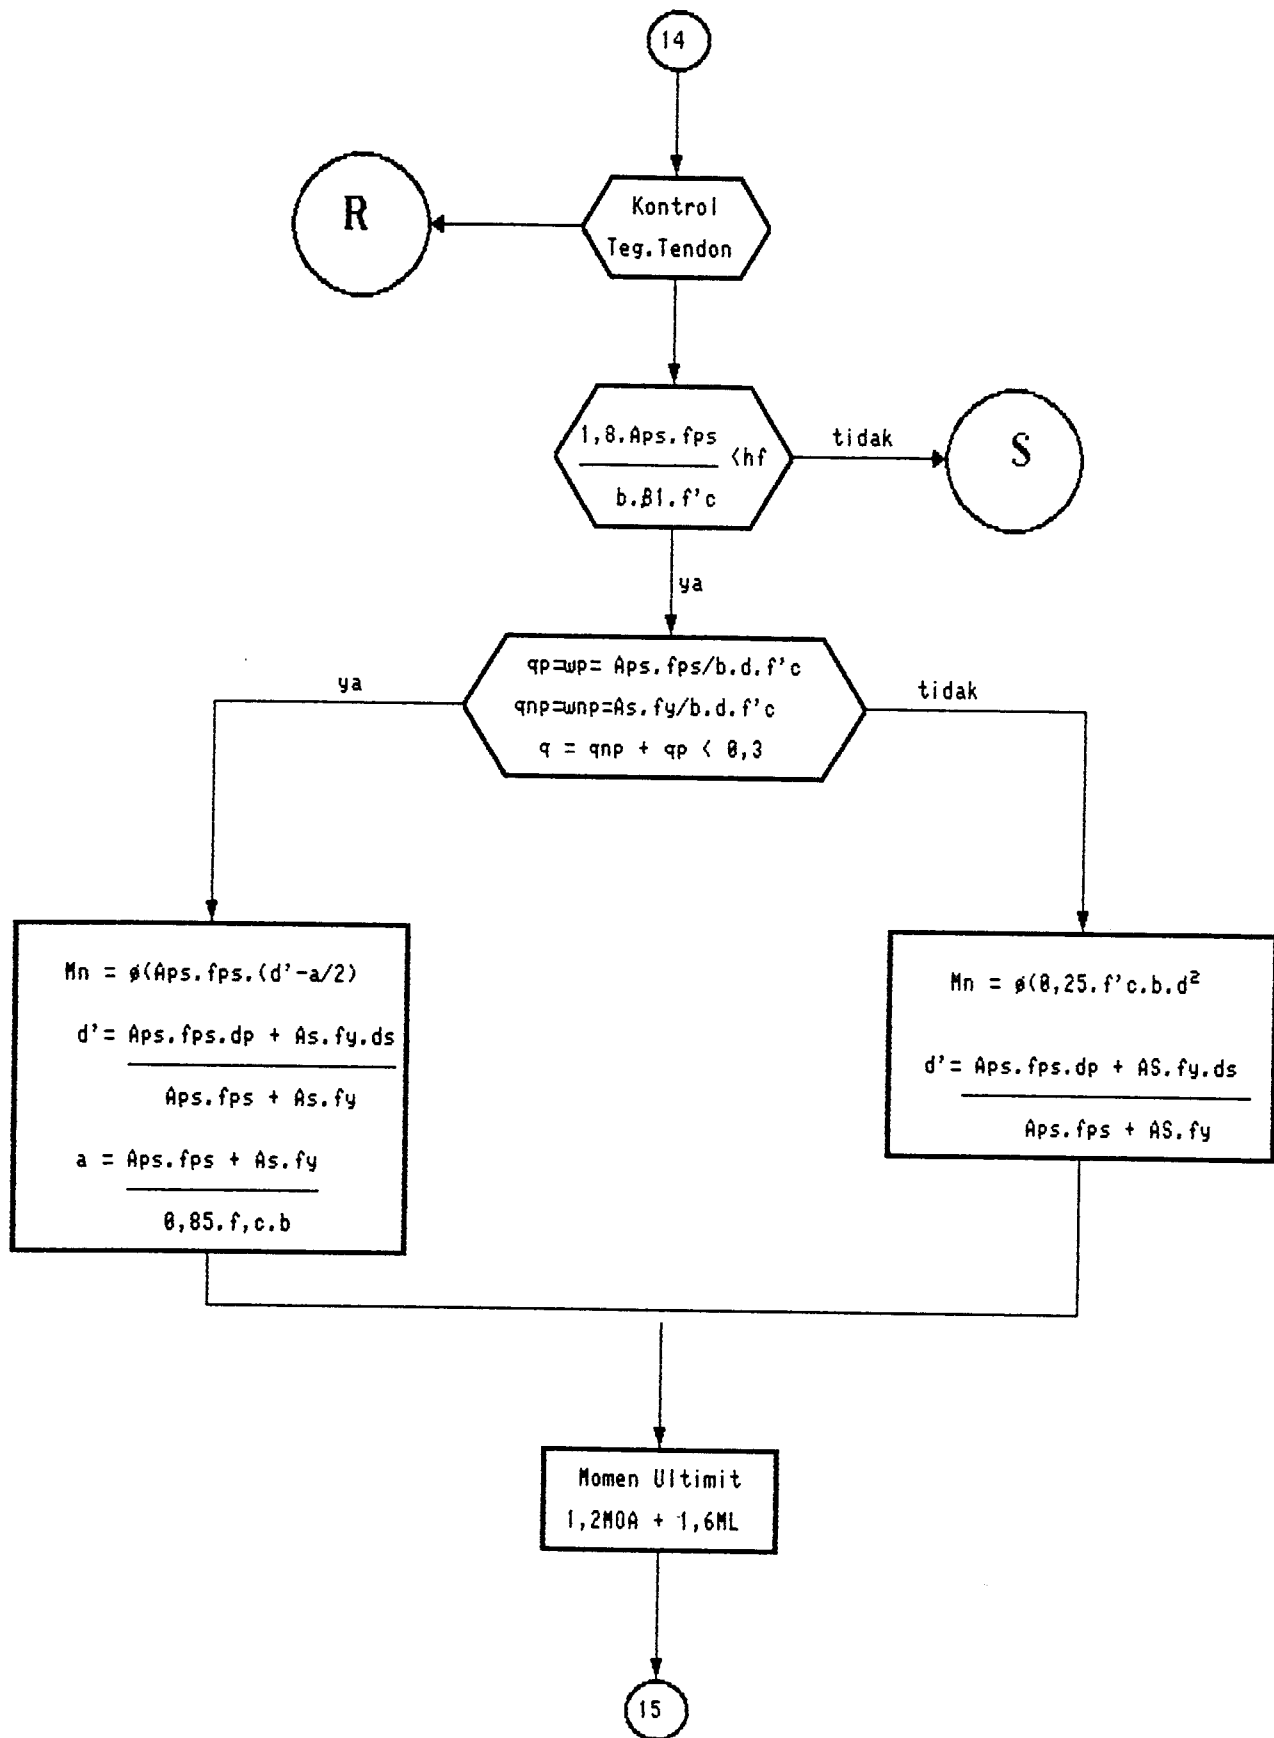 14
R
Kontrol
Teg.Tendon
1,8.Aps.fps
<hf
b.β1.f'c
tidak
S
ya
qp=wp= Aps.fps/b.d.f'c
qnp=wnp=As.fy/b.d.f'c
q = qnp + qp < 0,3
ya
tidak
Mn = ø(Aps.fps.(d'-a/2)
d'= Aps.fps.dp + As.fy.ds
Aps.fps + As.fy
a = Aps.fps + As.fy
0,85.f,c.b
Mn = ø(0,25.f'c.b.d²
d'= Aps.fps.dp + AS.fy.ds
Aps.fps + AS.fy
Momen Ultimit
1,2MOA + 1,6ML
15